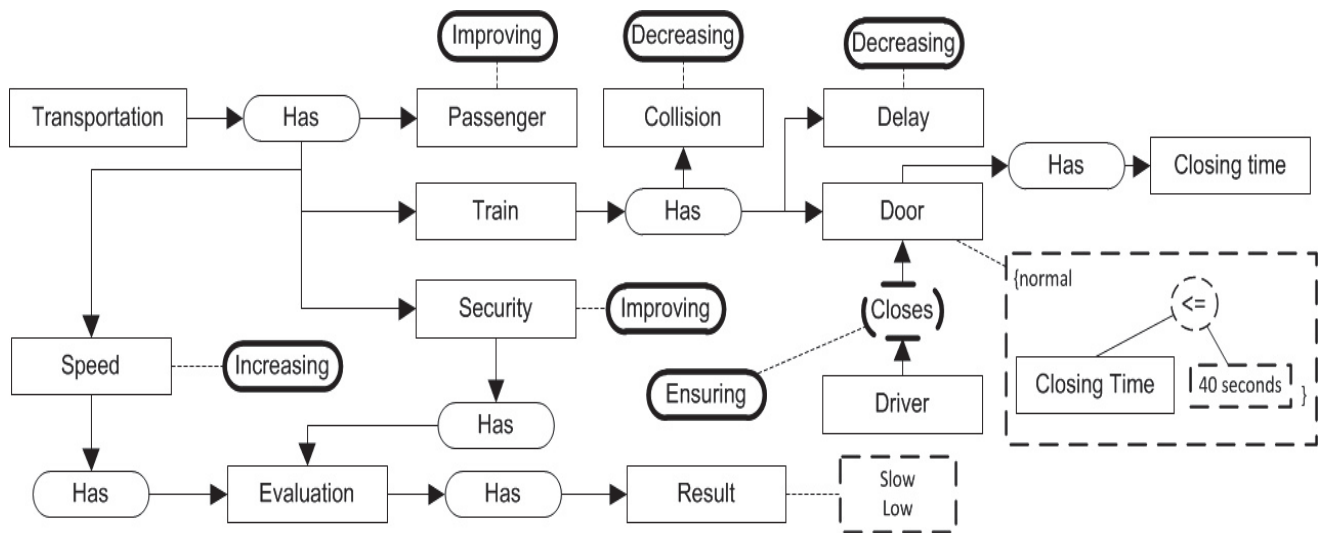 Improving
Decreasing
Decreasing
Transportation
Has
Passenger
Collision
Delay
Has
Closing time
Train
Has
Door
{normal
<=
Closing Time
40 seconds
}
Security
Improving
Closes
Speed
Increasing
Ensuring
Driver
Has
Has
Evaluation
Has
Result
Slow
Low